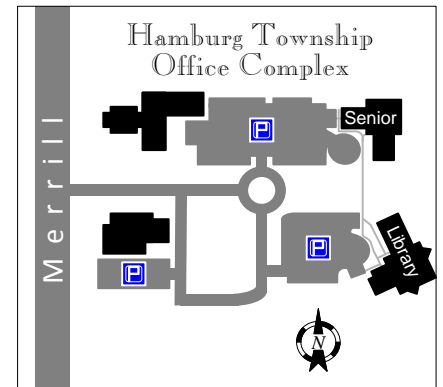 Hamburg Township
Office Complex
Merrill
P
Senior
P
Library
P
N